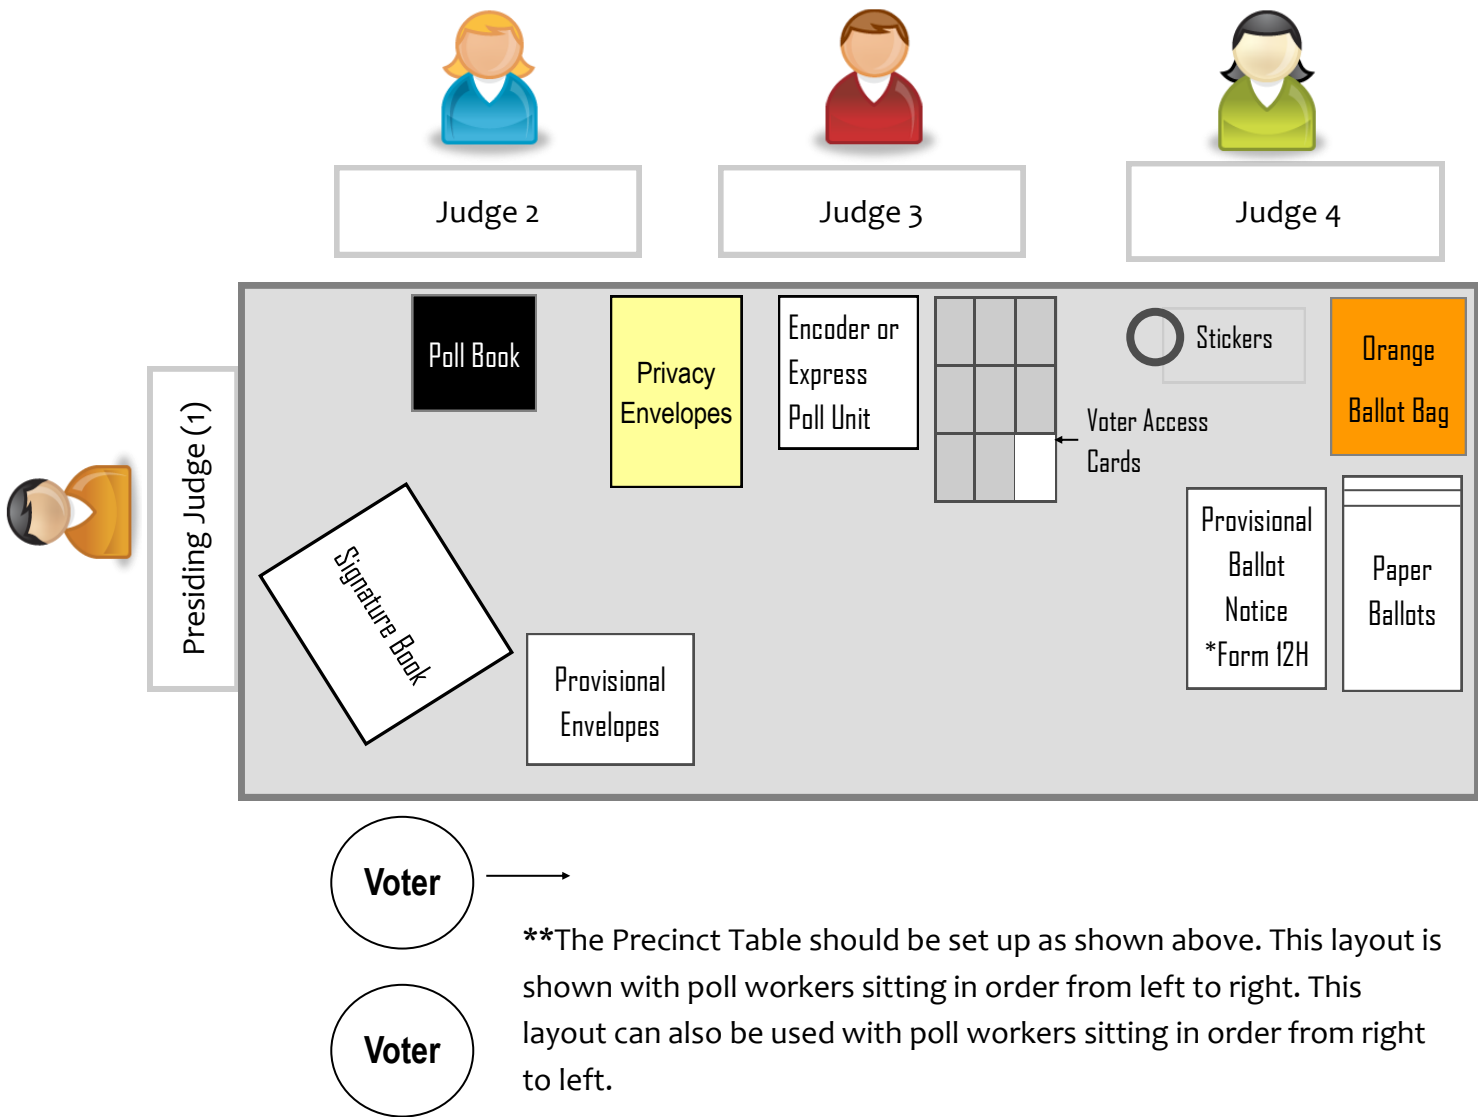 Judge 2
Judge 3
Judge 4
Presiding Judge (1)
Poll Book
Privacy
Envelopes
Encoder or
Express
Poll Unit
Voter Access
Cards
Stickers
Orange
Ballot Bag
Signature Book
Provisional
Envelopes
Provisional
Ballot
Notice
*Form 12H
Paper
Ballots
Voter
Voter
**The Precinct Table should be set up as shown above. This layout is
shown with poll workers sitting in order from left to right. This
layout can also be used with poll workers sitting in order from right
to left.